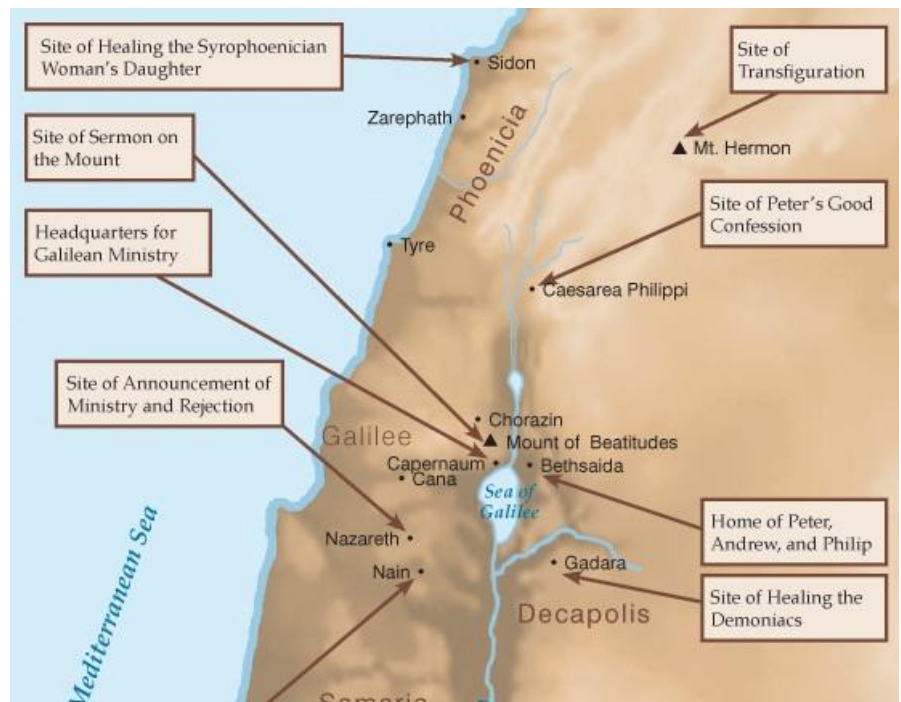 Site of Healing the Syrophoenician
Woman's Daughter
Sidon
Site of
Transfiguration
Zarephath
Site of Sermon on
the Mount
Phoenicia
Mt. Hermon
Site of Peter's Good
Confession
Headquarters for
Galilean Ministry
Tyre
Caesarea Philippi
Site of Announcement of
Ministry and Rejection
Chorazin
Galilee
Mount of Beatitudes
Capernaum
Bethsaida
Cana
Sea of
Galilee
Mediterranean Sea
Nazareth
Home of Peter,
Andrew, and Philip
Nain
Gadara
Decapolis
Site of Healing the
Demoniacs
Samaria